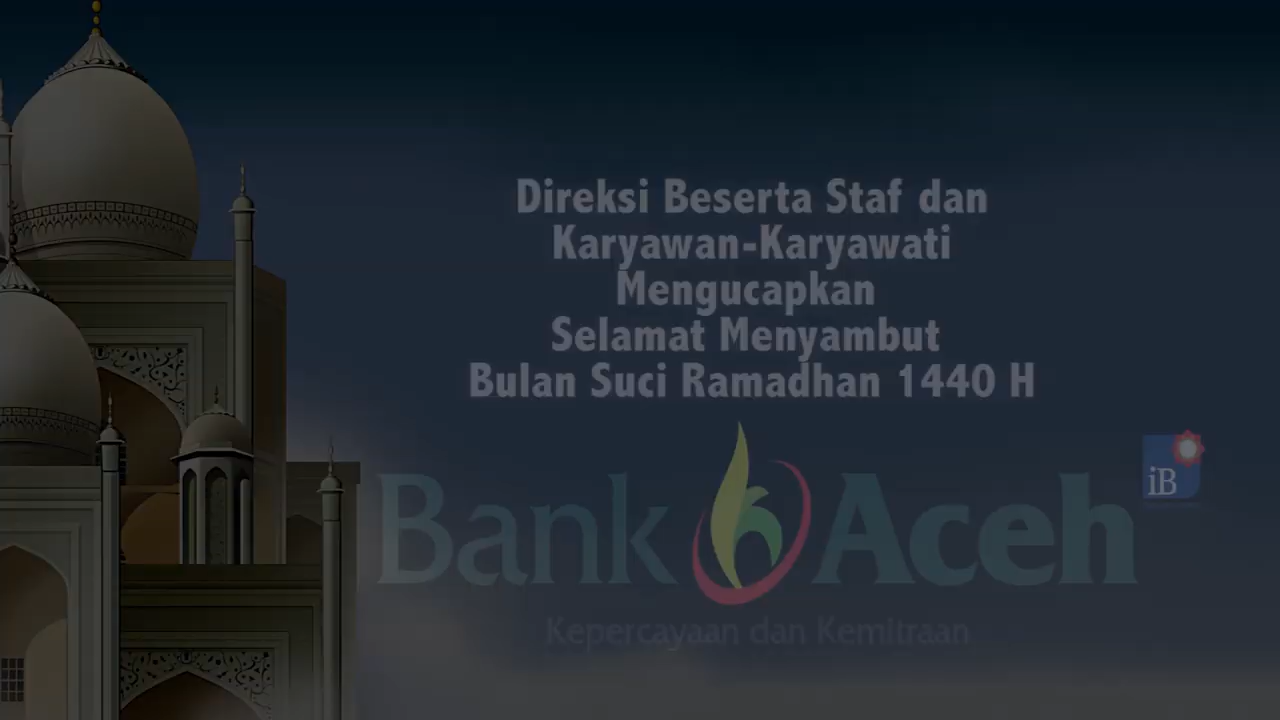 Direksi Beserta Staf dan
Karyawan-Karyawati
Mengucapkan
Selamat Menyambut
Bulan Suci Ramadhan 1440 H
Bank Aceh
iB
Kepercayaan dan Kemitraan